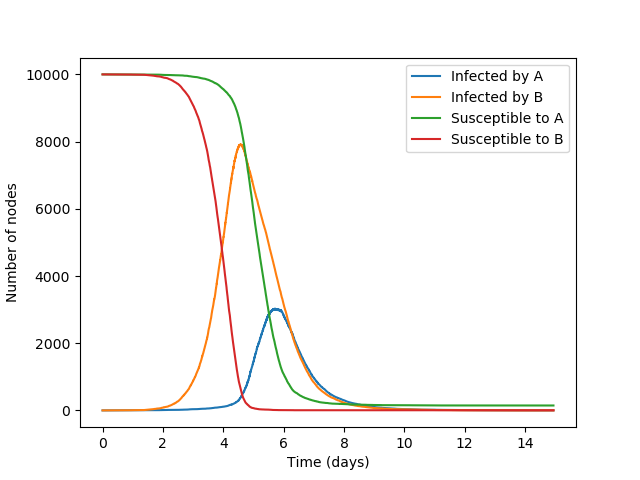 10000
8000
6000
4000
2000
0
Number of nodes
0 2 4 6 8 10 12 14
Time (days)
Infected by A
Infected by B
Susceptible to A
Susceptible to B